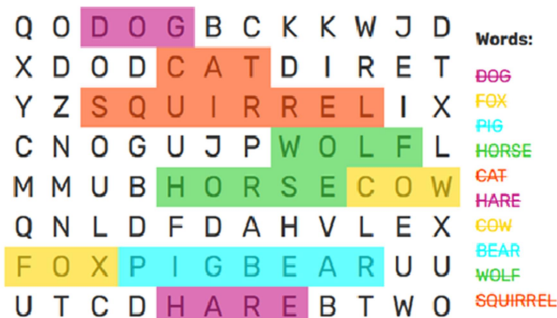 Q O D O G B C K K W J D
X D O D C A T D I R E T
Y Z S Q U I R R E L I X
C N O G U J P W O L F L
M M U B H O R S E C O W
Q N L D F D A H V L E X
F O X P I G B E A R U U
U T C D H A R E B T W O
Words:
DOG
FOX
PIG
HORSE
CAT
HARE
COW
BEAR
WOLF
SQUIRREL